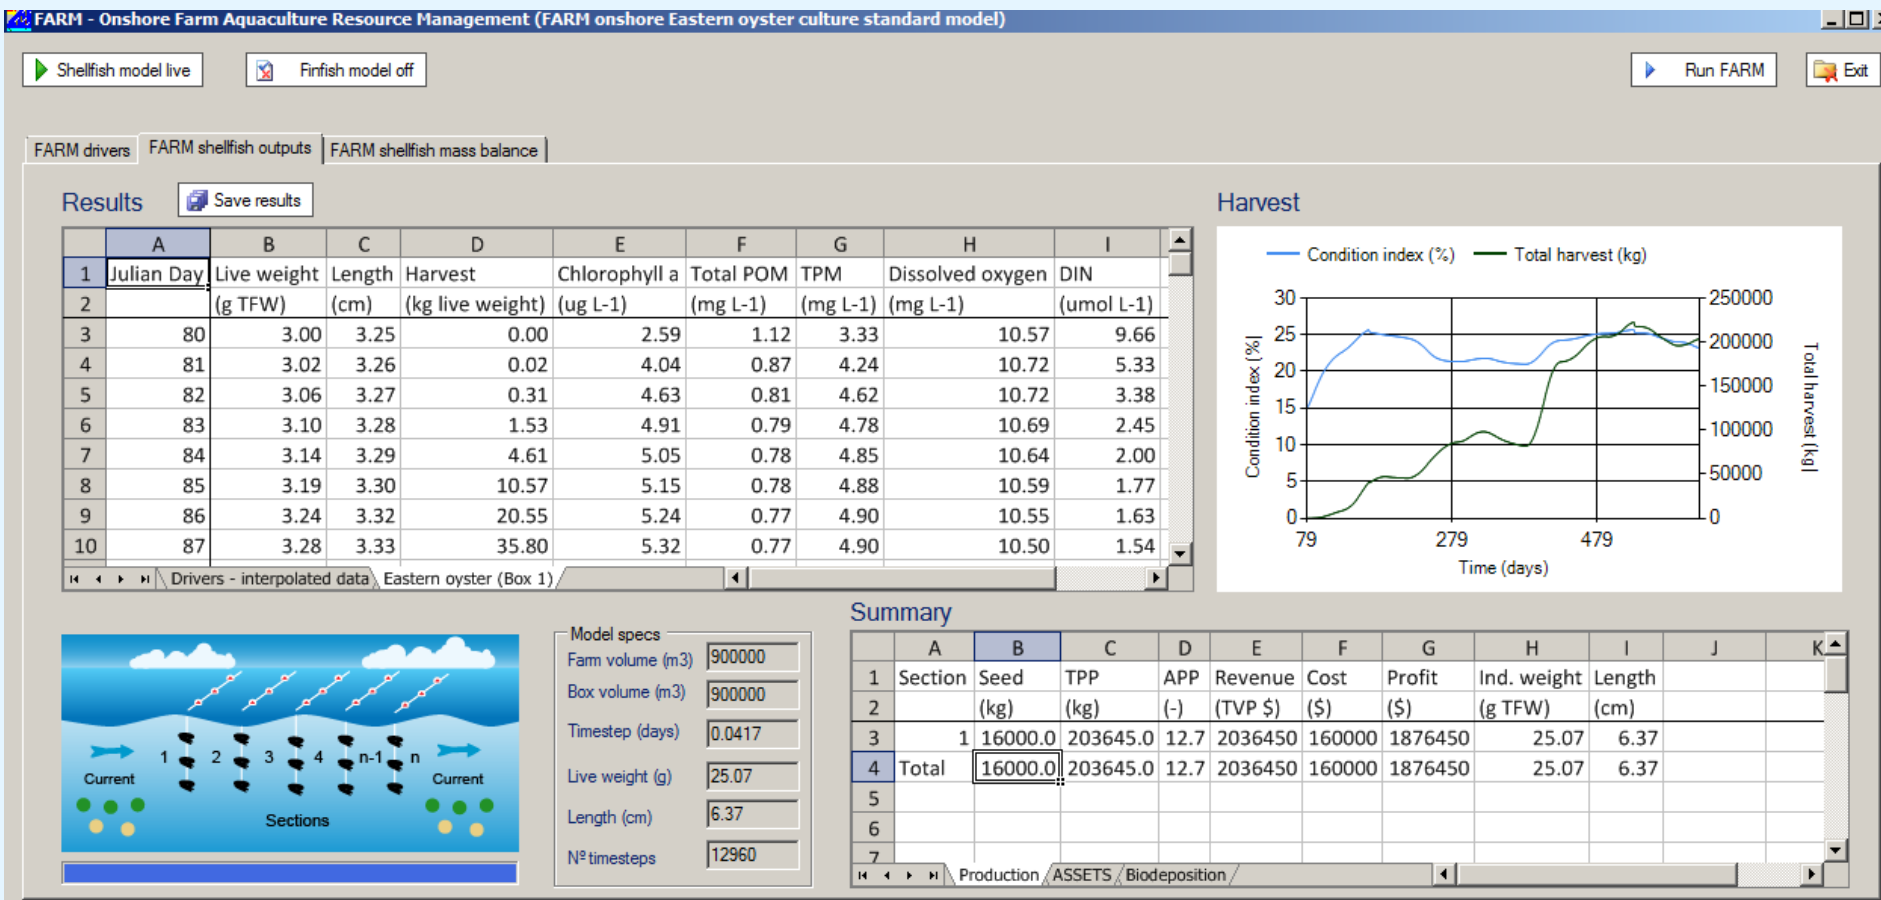 FARM - Onshore Farm Aquaculture Resource Management (FARM onshore Eastern oyster culture standard model)
Shellfish model live
Finfish model off
Run FARM
Exit
FARM drivers
FARM shellfish outputs
FARM shellfish mass balance
Results
Save results
A B C D E F G H I
1 Julian Day Live weight Length Harvest Chlorophyll a Total POM TPM Dissolved oxygen DIN
2 (g TFW) (cm) (kg live weight) (ug L-1) (mg L-1) (mg L-1) (mg L-1) (umol L-1)
3 80 3.00 3.25 0.00 2.59 1.12 3.33 10.57 9.66
4 81 3.02 3.26 0.02 4.04 0.87 4.24 10.72 5.33
5 82 3.06 3.27 0.31 4.63 0.81 4.62 10.72 3.38
6 83 3.10 3.28 1.53 4.91 0.79 4.78 10.69 2.45
7 84 3.14 3.29 4.61 5.05 0.78 4.85 10.64 2.00
8 85 3.19 3.30 10.57 5.15 0.78 4.88 10.59 1.77
9 86 3.24 3.32 20.55 5.24 0.77 4.90 10.55 1.63
10 87 3.28 3.33 35.80 5.32 0.77 4.90 10.50 1.54
Drivers - interpolated data Eastern oyster (Box 1)
Harvest
Condition index (%) Total harvest (kg)
30
25
20
15
10
5
0
Condition index (%)
250000
200000
150000
100000
50000
0
Total harvest (kg)
79 279 479
Time (days)
1 2 3 4 n-1 n
Current
Current
Sections
Model specs
Farm volume (m3) 900000
Box volume (m3) 900000
Timestep (days) 0.0417
Live weight (g) 25.07
Length (cm) 6.37
Nº timesteps 12960
Summary
A B C D E F G H I J K
1 Section Seed TPP APP Revenue Cost Profit Ind. weight Length
2 (kg) (kg) (-) (TVP $) ($) ($) (g TFW) (cm)
3 1 16000.0 203645.0 12.7 2036450 160000 1876450 25.07 6.37
4 Total 16000.0 203645.0 12.7 2036450 160000 1876450 25.07 6.37
5
6
7
Production ASSETS Biodeposition